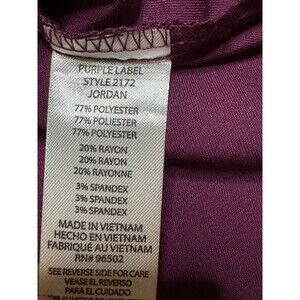 PURPLE LABEL
STYLE 2172
JORDAN
77% POLYESTER
77% POLIESTER
77% POLYESTER
20% RAYON
20% RAYON
20% RAYONNE
3% SPANDEX
3% SPANDEX
3% SPANDEX
MADE IN VIETNAM
HECHO EN VIETNAM
FABRIQUÉ AU VIETNAM
RN# 96502
SEE REVERSE SIDE FOR CARE
VEASE EL REVERSO
PARA EL CUIDADO
AU REVERS